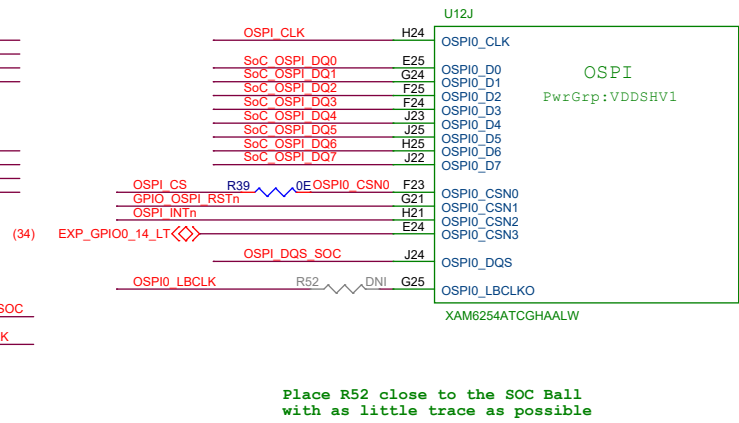 U12J
OSPI_CLK H24 OSPI0_CLK
SoC_OSPI_DQ0 E25 OSPI0_D0
SoC_OSPI_DQ1 G24 OSPI0_D1
SoC_OSPI_DQ2 F25 OSPI0_D2
SoC_OSPI_DQ3 F24 OSPI0_D3
SoC_OSPI_DQ4 J23 OSPI0_D4
SoC_OSPI_DQ5 J25 OSPI0_D5
SoC_OSPI_DQ6 H25 OSPI0_D6
SoC_OSPI_DQ7 J22 OSPI0_D7
OSPI
PwrGrp:VDDSHV1
OSPI_CS R39 0E OSPI0_CSN0 F23 OSPI0_CSN0
GPIO_OSPI_RSTn G21 OSPI0_CSN1
OSPI_INTn H21 OSPI0_CSN2
(34) EXP_GPIO0_14_LT E24 OSPI0_CSN3
OSPI_DQS_SOC J24 OSPI0_DQS
OSPI0_LBCLK R52 DNI G25 OSPI0_LBCLKO
SOC
XAM6254ATCGHAALW
K
Place R52 close to the SOC Ball
with as little trace as possible